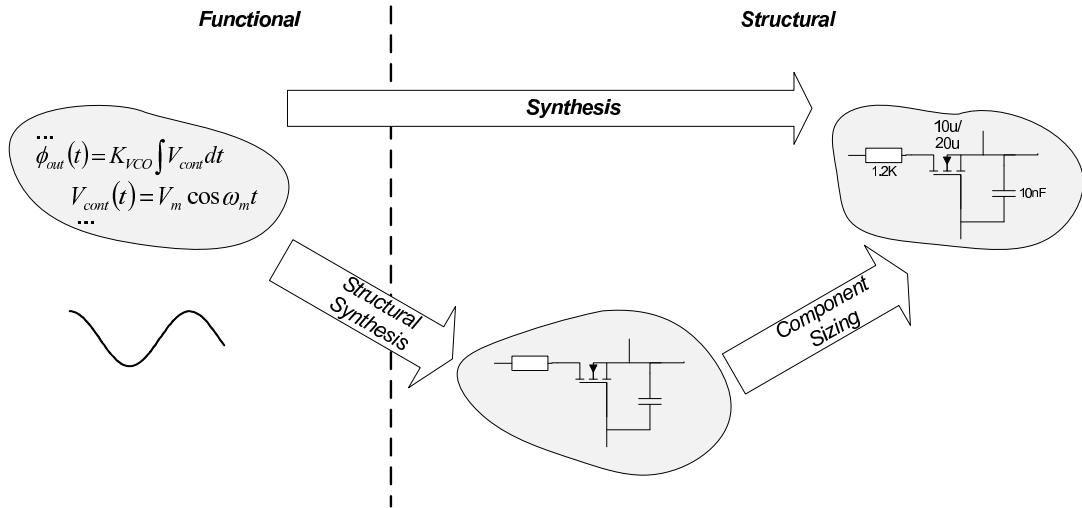 Functional
Structural
Synthesis
...
ϕout(t) = KVCO ∫ Vcont dt
Vcont(t) = Vm cos ωm t
...
10u/
20u
1.2K
10nF
Structural
Synthesis
Component
Sizing